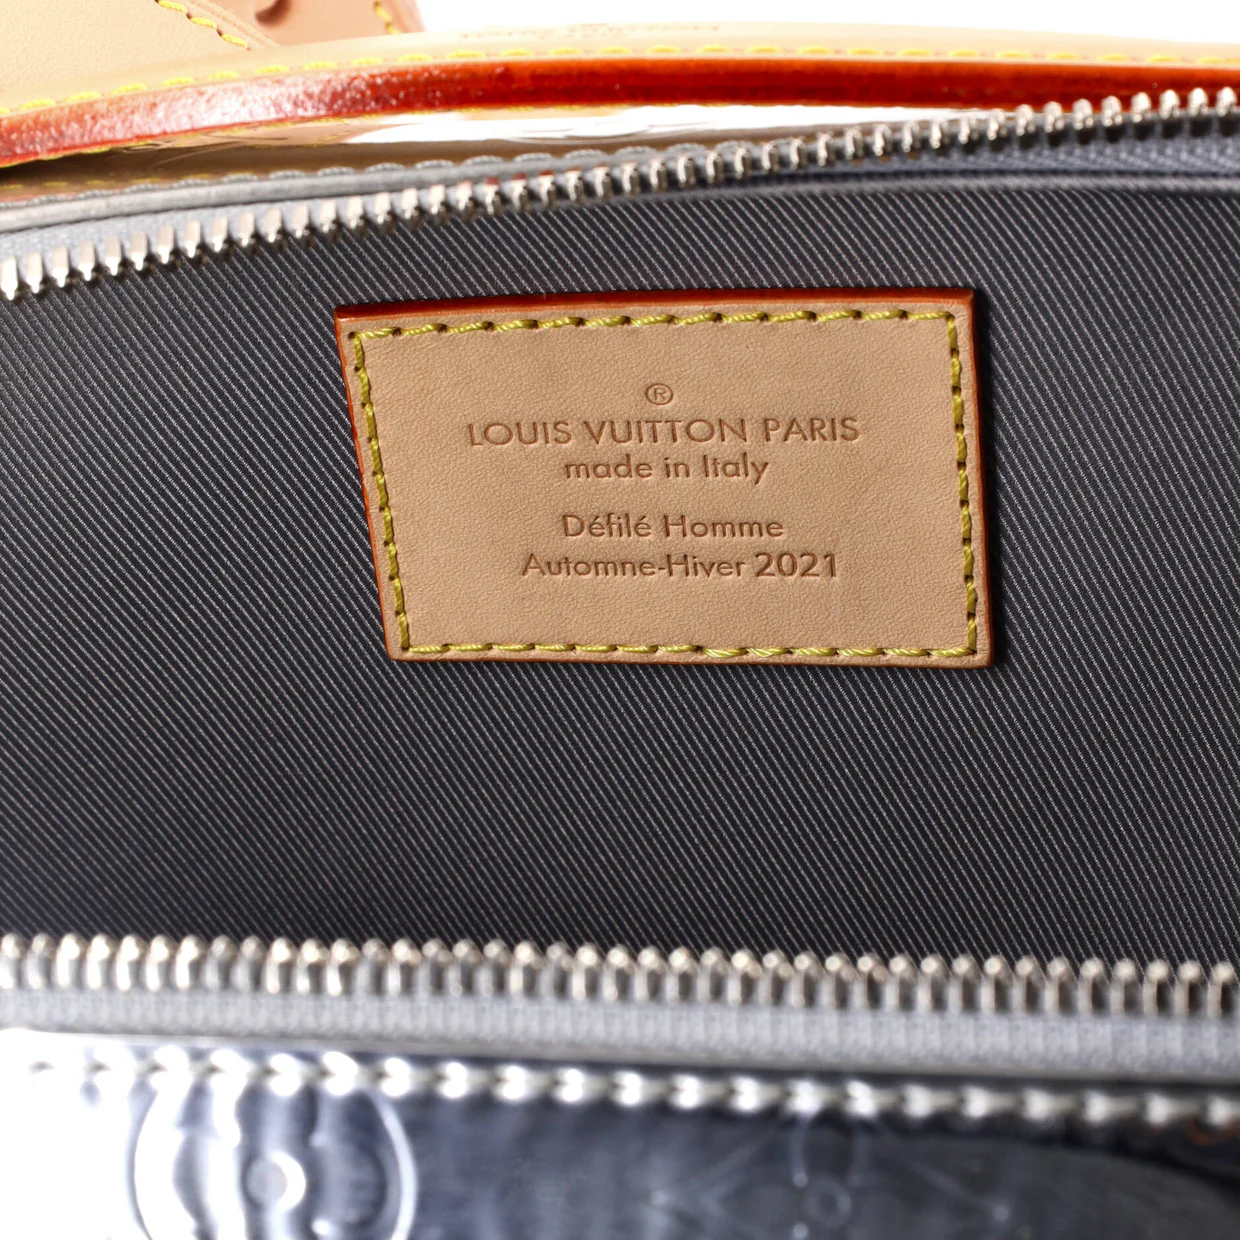 ®
LOUIS VUITTON PARIS
made in Italy
Défilé Homme
Automne-Hiver 2021